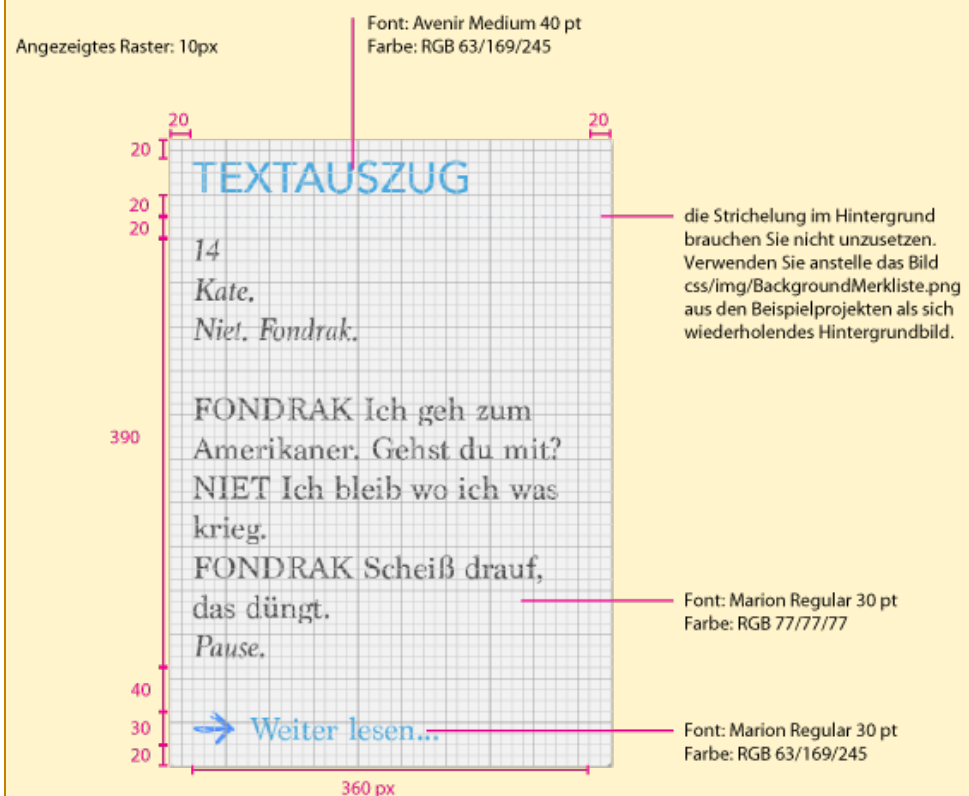 Font: Avenir Medium 40 pt
Angezeigtes Raster: 10px
Farbe: RGB 63/169/245
20
20
20
TEXTAUSZUG
20
20
die Strichelung im Hintergrund
brauchen Sie nicht unzusetzen.
Verwenden Sie anstelle das Bild
css/img/BackgroundMerkliste.png
aus den Beispielprojekten als sich
wiederholendes Hintergrundbild.
14
Kate.
Niet. Fondrak.
390
FONDRAK Ich geh zum
Amerikaner. Gehst du mit?
NIET Ich bleib wo ich was
krieg.
FONDRAK Scheiß drauf,
das düngt.
Pause.
Font: Marion Regular 30 pt
Farbe: RGB 77/77/77
40
30
20
Weiter lesen...
Font: Marion Regular 30 pt
Farbe: RGB 63/169/245
360 px